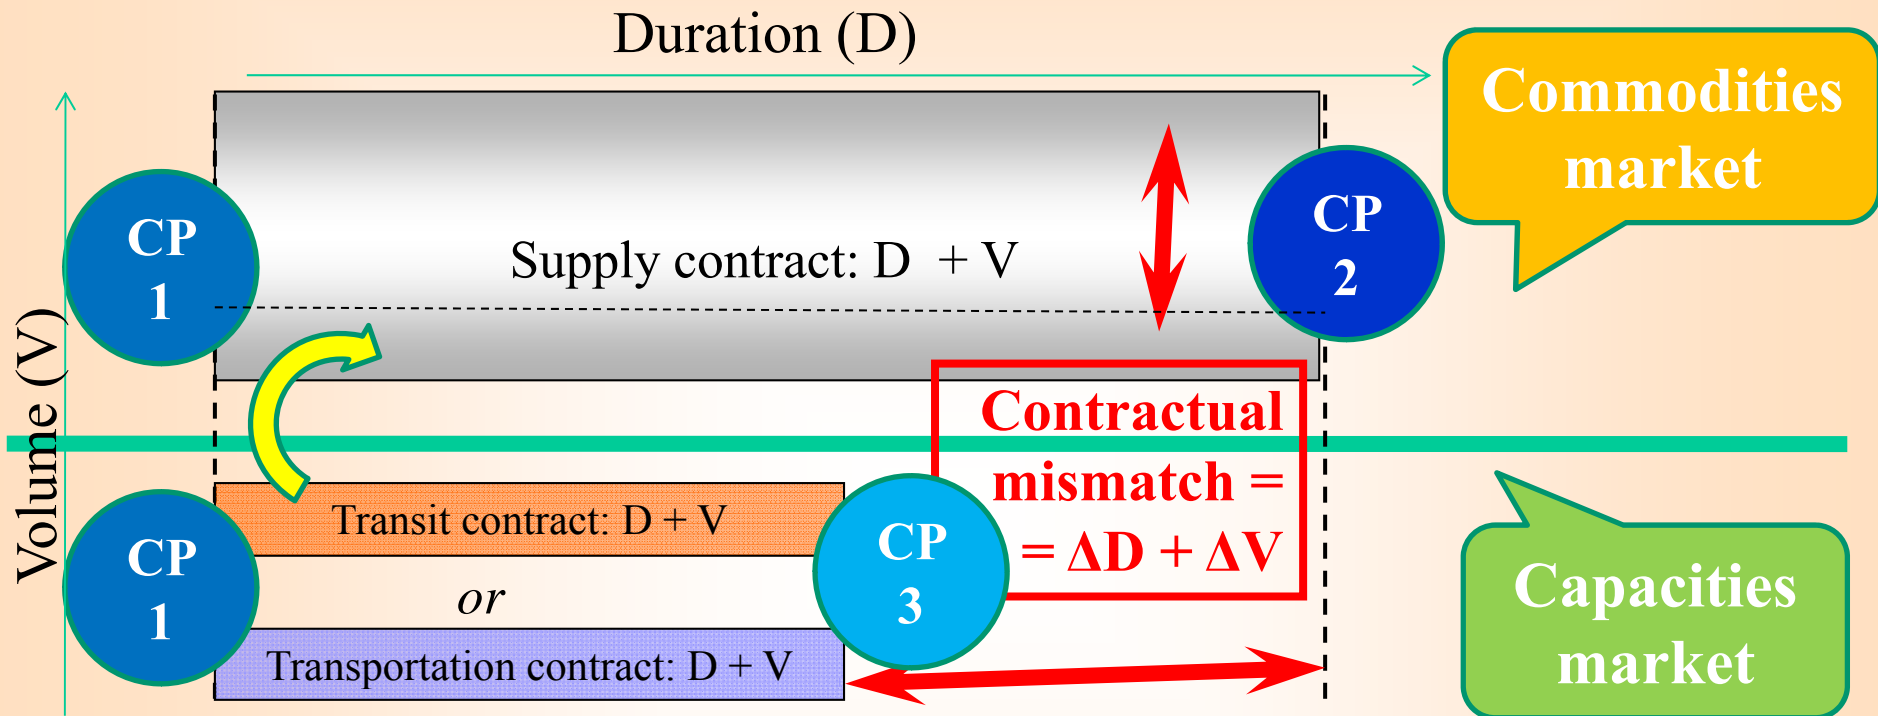 Duration (D)
Commodities
market
CP
1
Supply contract: D + V
CP
2
Volume (V)
Contractual
mismatch =
= ΔD + ΔV
Transit contract: D + V
CP
1
or
CP
3
Transportation contract: D + V
Capacities
market